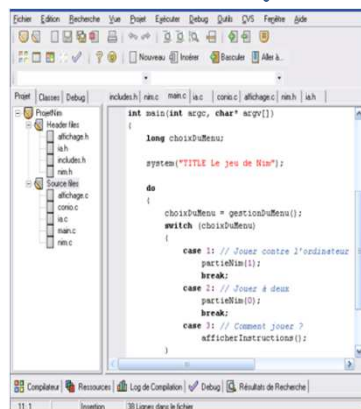 Fichier Edition Recherche Vue Projet Exécuter Debug Outils CVS Fenêtre Aide
Nouveau Insérer Basculer Aller à...
Projet Classes Debug
includes.h nim.c main.c ia.c conio.c affichage.c nim.h ia.h
ProjetNim
Header files
affichage.h
ia.h
includes.h
nim.h
Source files
affichage.c
conio.c
ia.c
main.c
nim.c
int main(int argc, char* argv[])
{
long choixDuMenu;
system("TITLE Le jeu de Nim");
do
{
choixDuMenu = gestionDuMenu();
switch (choixDuMenu)
{
case 1: // Jouer contre l'ordinateur
partieNim(1);
break;
case 2: // Jouer à deux
partieNim(0);
break;
case 3: // Comment jouer ?
afficherInstructions();
}
Compilateur Ressources Log de Compilation Debug Résultats de Recherche
11: 1 Insertion 39 Lignes dans le fichier